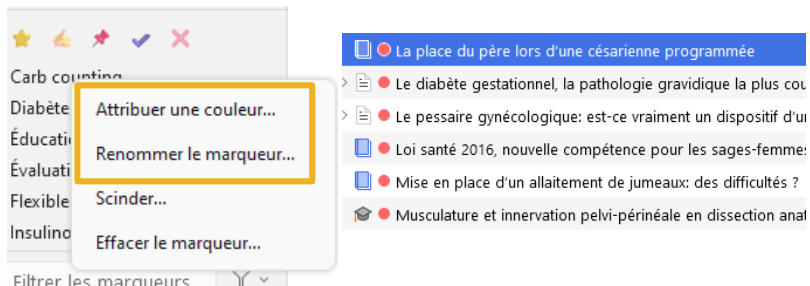 Carb counting
Diabète
Éducati
Évaluati
Flexible
Insulino
Filtrer les marqueurs
Attribuer une couleur...
Renommer le marqueur...
Scinder...
Effacer le marqueur...
La place du père lors d'une césarienne programmée
Le diabète gestationnel, la pathologie gravidique la plus cou
Le pessaire gynécologique: est-ce vraiment un dispositif d'u
Loi santé 2016, nouvelle compétence pour les sages-femmes
Mise en place d'un allaitement de jumeaux: des difficultés ?
Musculature et innervation pelvi-périnéale en dissection anat